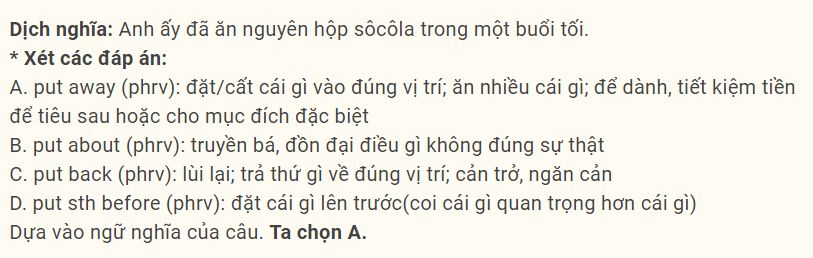 Dịch nghĩa: Anh ấy đã ăn nguyên hộp sôcôla trong một buổi tối.
* Xét các đáp án:
A. put away (phrv): đặt/cất cái gì vào đúng vị trí; ăn nhiều cái gì; để dành, tiết kiệm tiền
để tiêu sau hoặc cho mục đích đặc biệt
B. put about (phrv): truyền bá, đồn đại điều gì không đúng sự thật
C. put back (phrv): lùi lại; trả thứ gì về đúng vị trí; cản trở, ngăn cản
D. put sth before (phrv): đặt cái gì lên trước(coi cái gì quan trọng hơn cái gì)
Dựa vào ngữ nghĩa của câu. Ta chọn A.